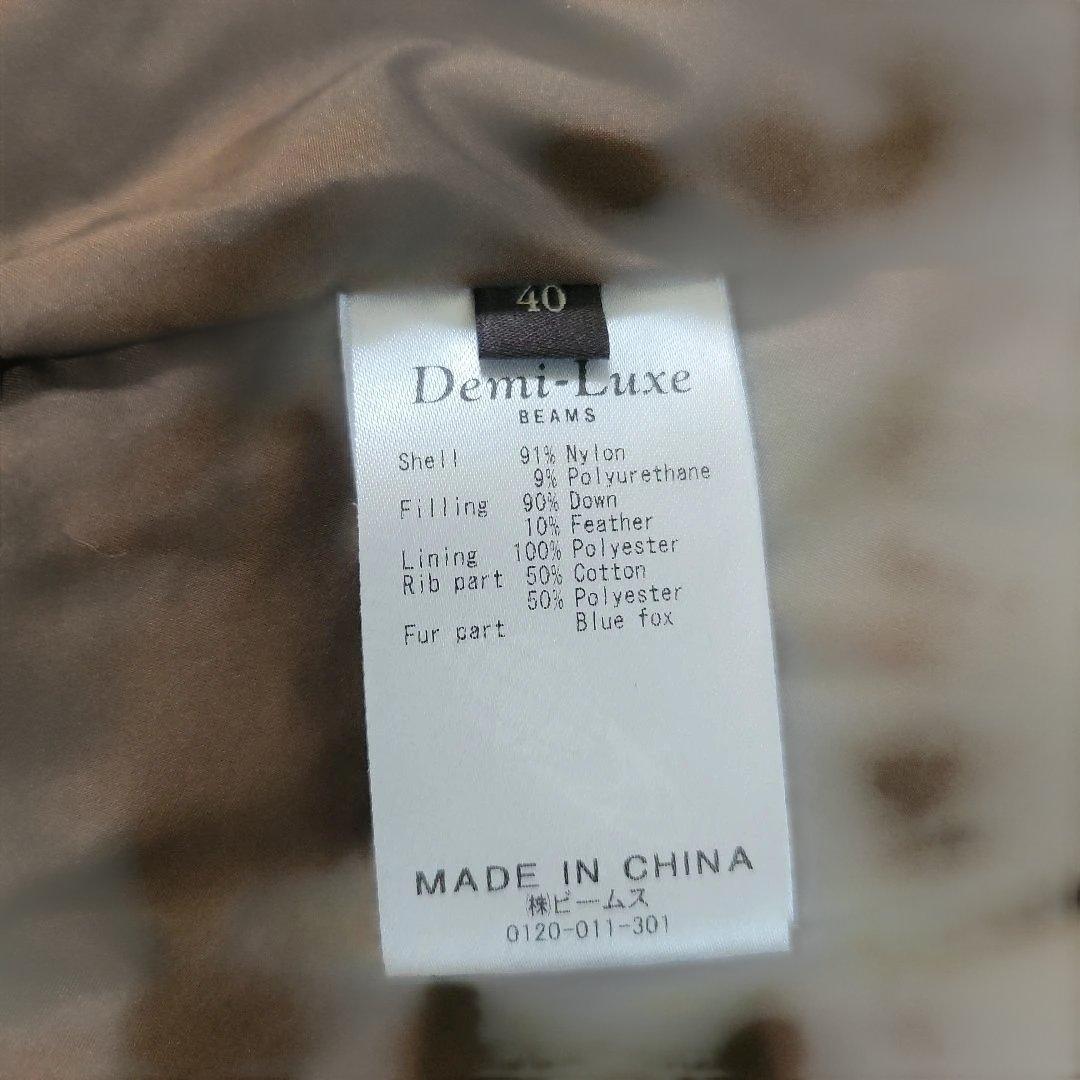 40
Demi-Luxe
BEAMS
Shell 91% Nylon
9% Polyurethane
Filling 90% Down
10% Feather
Lining 100% Polyester
Rib part 50% Cotton
50% Polyester
Fur part Blue fox
MADE IN CHINA
㈱ビームス
0120-011-301